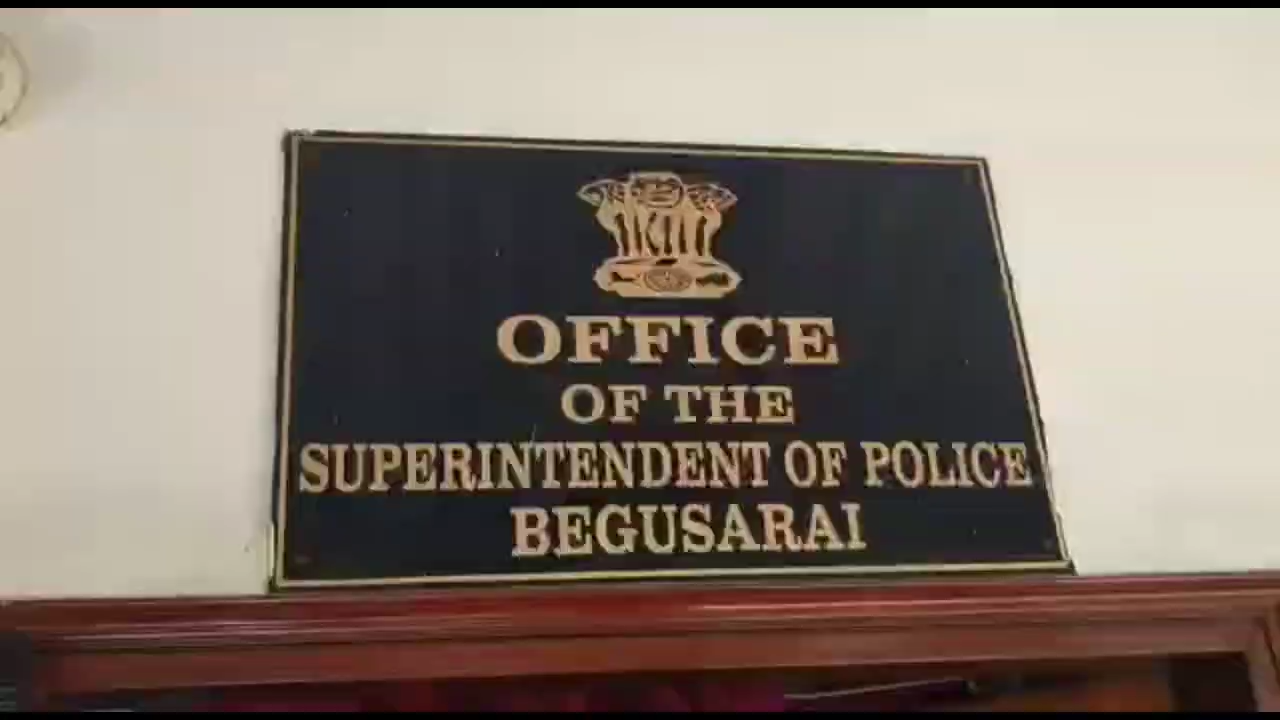 OFFICE
OF THE
SUPERINTENDENT OF POLICE
BEGUSARAI